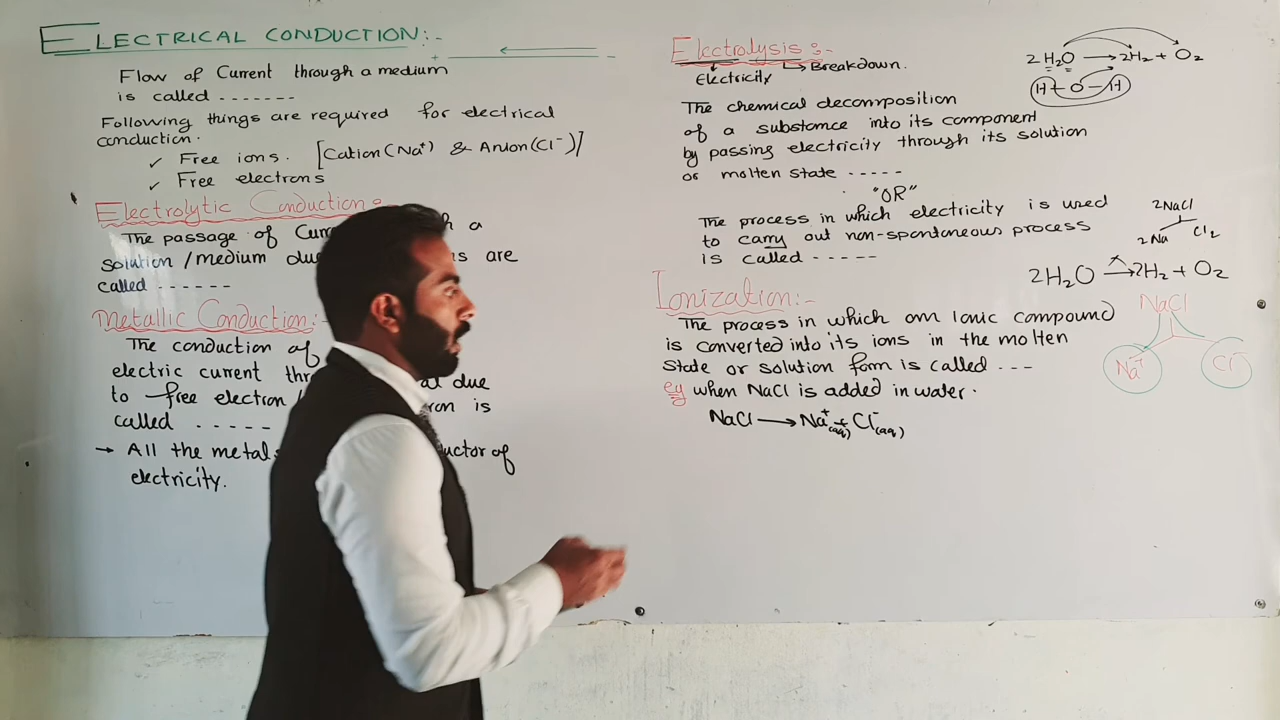 ELECTRICAL CONDUCTION:-
+ -
Flow of Current through a medium
is called -------
Following things are required for electrical
conduction.
✓ Free ions. [Cation(Na⁺) & Anion(Cl⁻)]
✓ Free electrons
Electrolytic Conduction:-
The passage of a
solution/medium are
called ------
Metallic Conduction:-
The conduction of
electric current due
to free electron is
called -----
→ All the metal of
electricity.
Electrolysis:-
Electricity → Breakdown.
2H₂O → 2H₂ + O₂
H - O - H
The chemical decomposition
of a substance into its component
by passing electricity through its solution
or molten state -----
"OR"
The process in which electricity is used
to carry out non-spontaneous process
is called -----
2NaCl
2Na Cl₂
2H₂O → 2H₂ + O₂
Ionization:-
The process in which an Ionic compound
is converted into its ions in the molten
State or solution form is called ---
eg when NaCl is added in water.
NaCl → Na⁺(aq) + Cl⁻(aq)
NaCl
Na⁺ Cl⁻